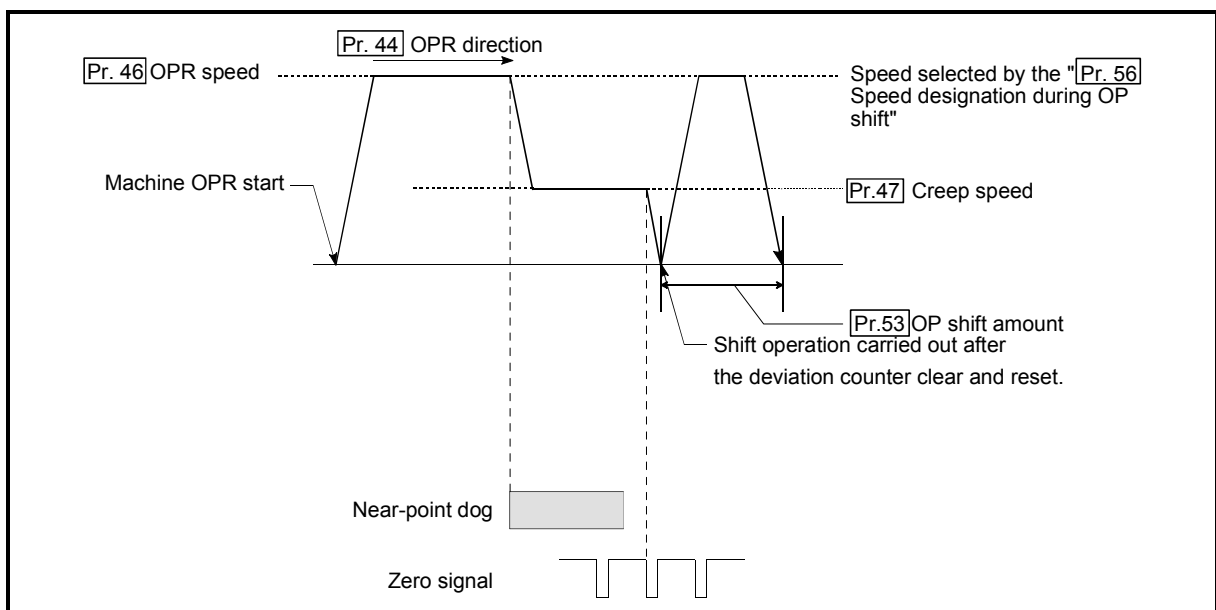 Pr. 44 OPR direction
Pr. 46 OPR speed
Speed selected by the "Pr. 56
Speed designation during OP
shift"
Machine OPR start
Pr.47 Creep speed
Pr.53 OP shift amount
Shift operation carried out after
the deviation counter clear and reset.
Near-point dog
Zero signal